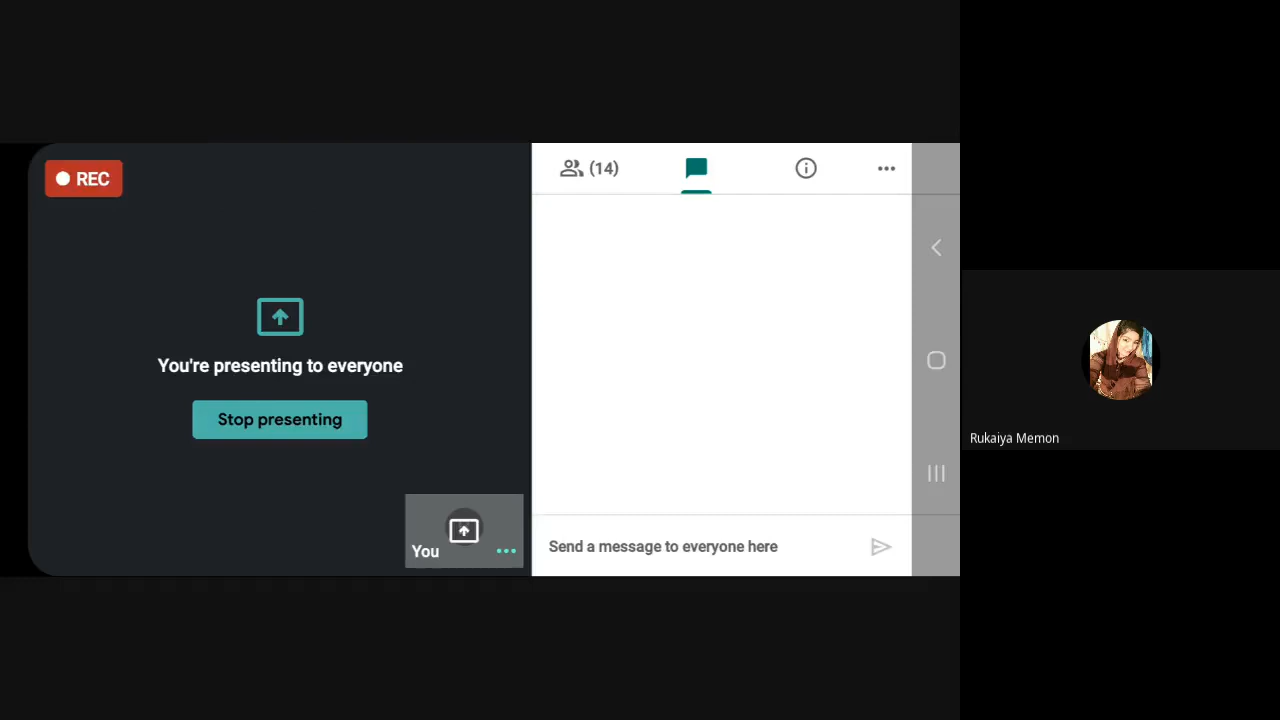 REC
You're presenting to everyone
Stop presenting
You
(14)
Send a message to everyone here
Rukaiya Memon